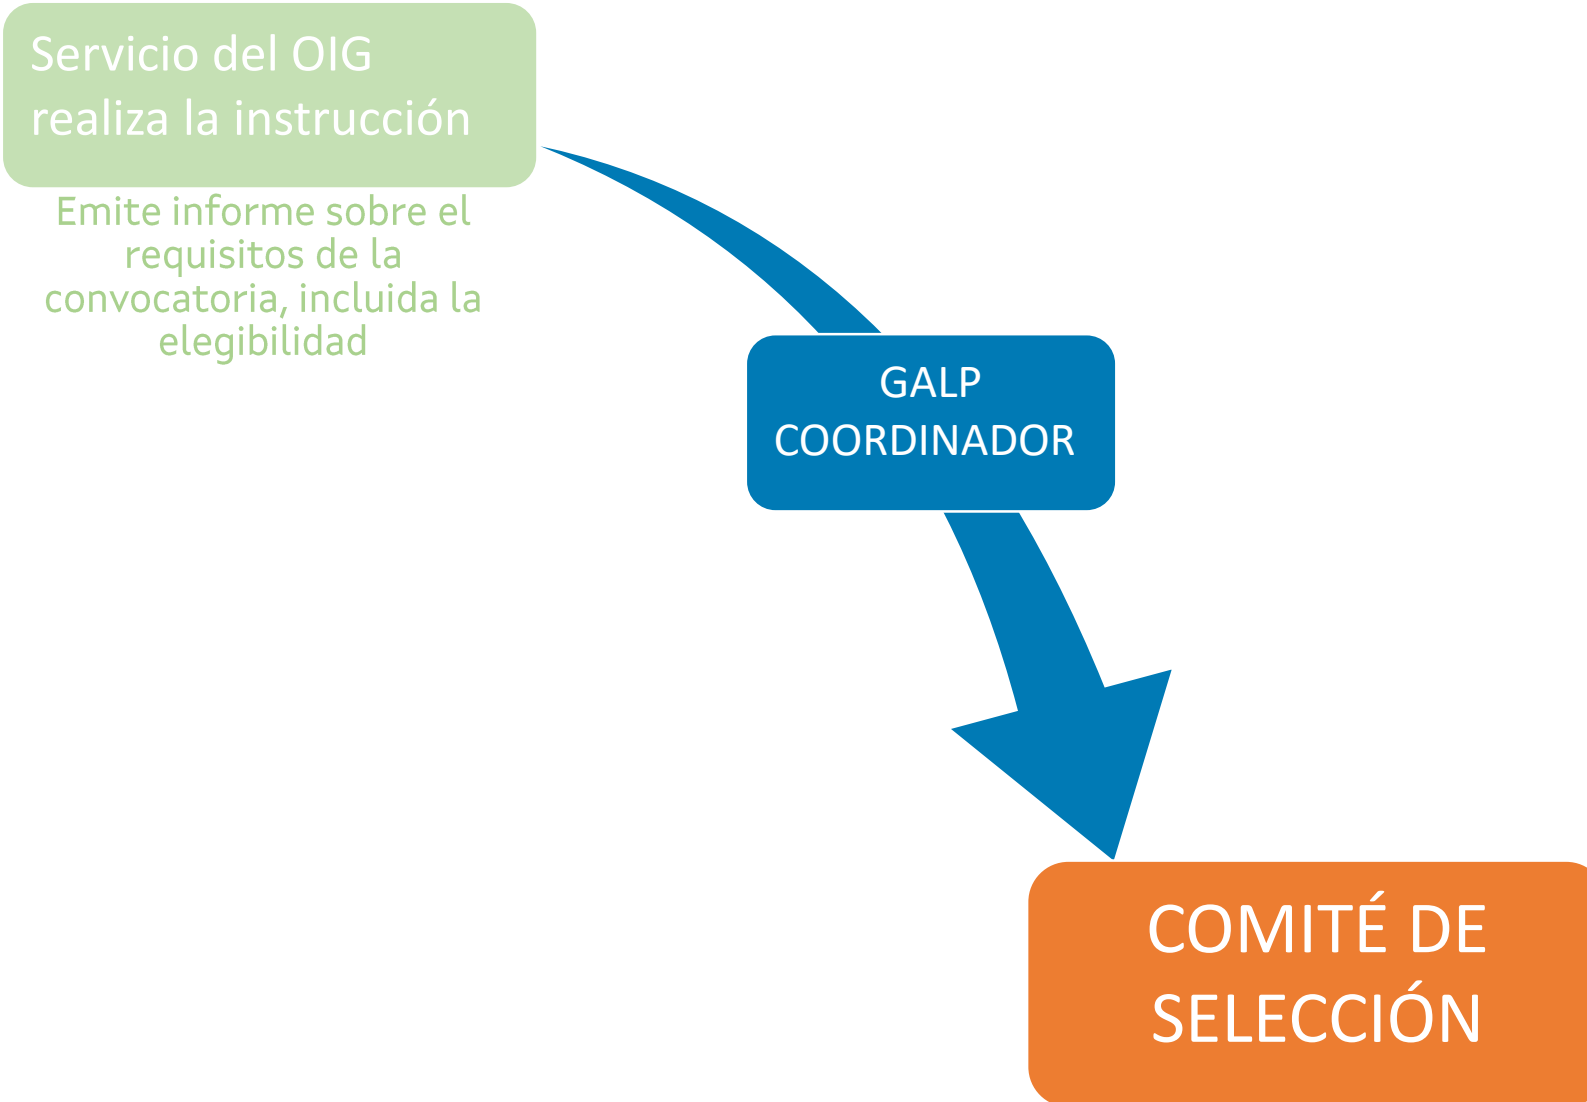 Servicio del OIG
realiza la instrucción
Emite informe sobre el
requisitos de la
convocatoria, incluida la
elegibilidad
GALP
COORDINADOR
COMITÉ DE
SELECCIÓN